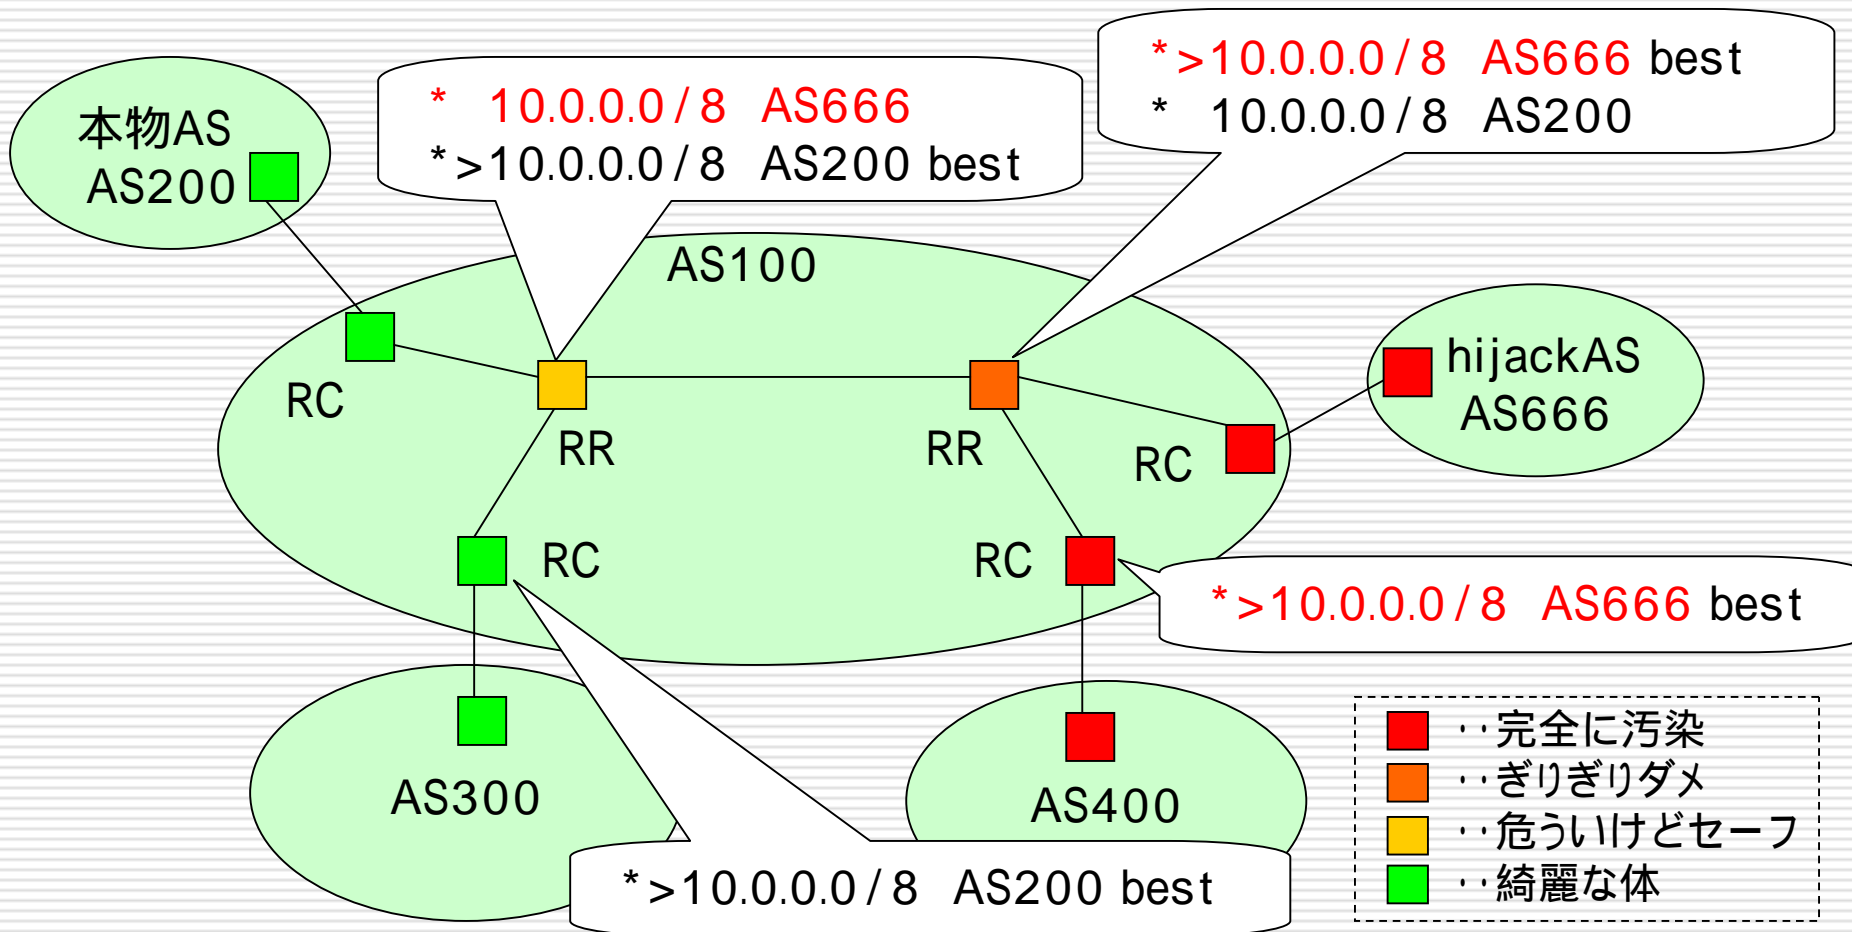 本物AS
AS200
* 10.0.0.0/8 AS666
*>10.0.0.0/8 AS200 best
*>10.0.0.0/8 AS666 best
* 10.0.0.0/8 AS200
AS100
RC
RR
RR
RC
hijackAS
AS666
RC
RC
*>10.0.0.0/8 AS666 best
AS300
AS400
*>10.0.0.0/8 AS200 best
‥完全に汚染
‥ぎりぎりダメ
‥危ういけどセーフ
‥綺麗な体